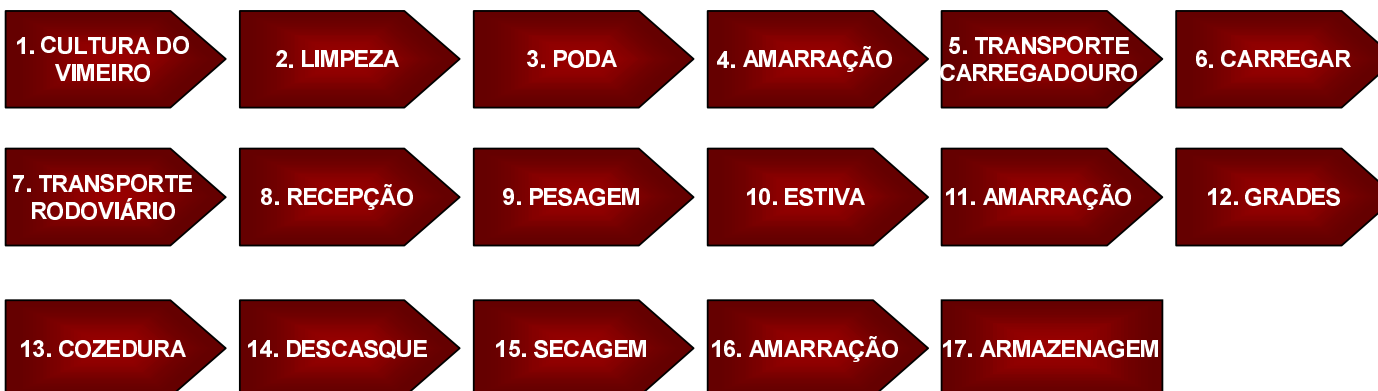 1. CULTURA DO
VIMEIRO
2. LIMPEZA
3. PODA
4. AMARRAÇÃO
5. TRANSPORTE
CARREGADOURO
6. CARREGAR
7. TRANSPORTE
RODOVIÁRIO
8. RECEPÇÃO
9. PESAGEM
10. ESTIVA
11. AMARRAÇÃO
12. GRADES
13. COZEDURA
14. DESCASQUE
15. SECAGEM
16. AMARRAÇÃO
17. ARMAZENAGEM